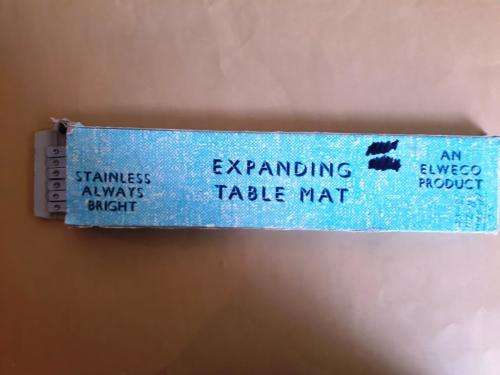 STAINLESS
ALWAYS
BRIGHT
EXPANDING
TABLE MAT
AN
ELWECO
PRODUCT